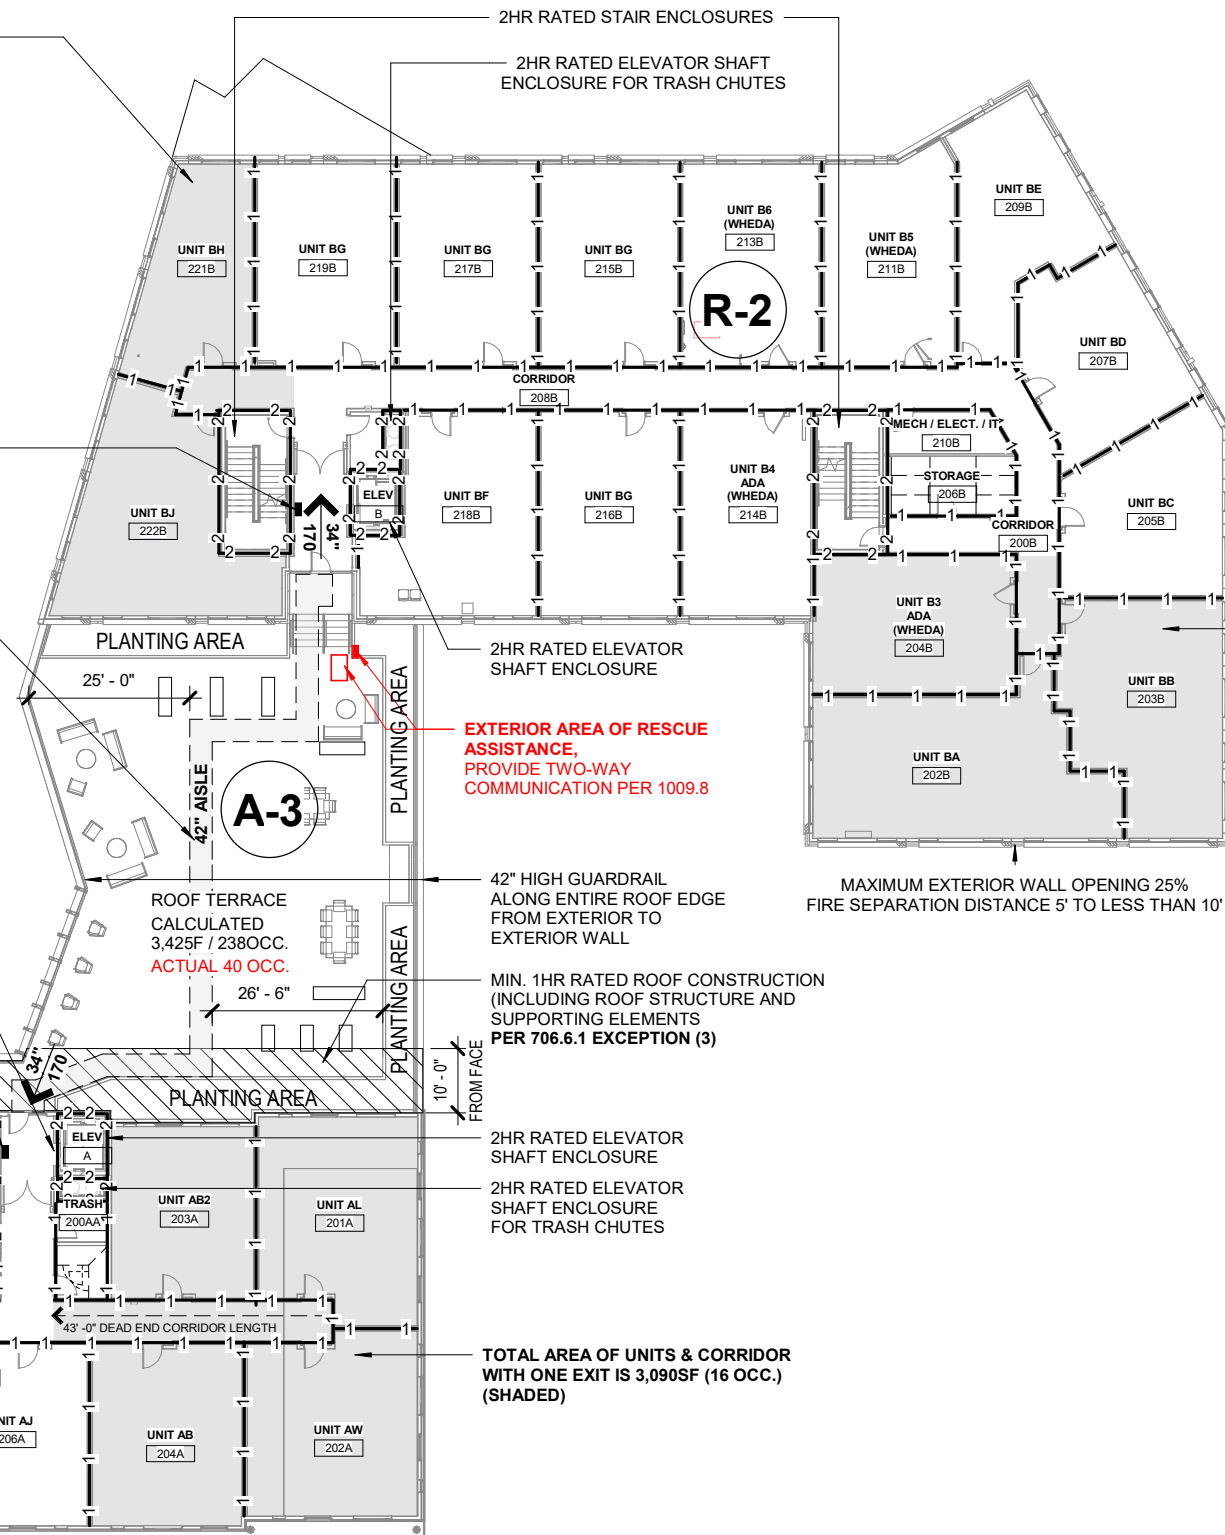 2HR RATED STAIR ENCLOSURES
2HR RATED ELEVATOR SHAFT
ENCLOSURE FOR TRASH CHUTES
UNIT BE
209B
UNIT B6
(WHEDA)
213B
UNIT B5
(WHEDA)
211B
UNIT BH
221B
UNIT BG
219B
UNIT BG
217B
UNIT BG
215B
R-2
UNIT BD
207B
CORRIDOR
208B
MECH / ELECT. / IT
210B
STORAGE
206B
UNIT B4
ADA
(WHEDA)
214B
ELEV
B
UNIT BF
218B
UNIT BG
216B
UNIT BJ
222B
34"
170
UNIT BC
205B
CORRIDOR
200B
UNIT B3
ADA
(WHEDA)
204B
UNIT BB
203B
UNIT BA
202B
PLANTING AREA
25' - 0"
PLANTING AREA
2HR RATED ELEVATOR
SHAFT ENCLOSURE
EXTERIOR AREA OF RESCUE
ASSISTANCE,
PROVIDE TWO-WAY
COMMUNICATION PER 1009.8
42" AISLE
A-3
MAXIMUM EXTERIOR WALL OPENING 25%
FIRE SEPARATION DISTANCE 5' TO LESS THAN 10'
42" HIGH GUARDRAIL
ALONG ENTIRE ROOF EDGE
FROM EXTERIOR TO
EXTERIOR WALL
ROOF TERRACE
CALCULATED
3,425F / 238OCC.
ACTUAL 40 OCC.
26' - 6"
PLANTING AREA
MIN. 1HR RATED ROOF CONSTRUCTION
(INCLUDING ROOF STRUCTURE AND
SUPPORTING ELEMENTS
PER 706.6.1 EXCEPTION (3)
34"
170
PLANTING AREA
10' - 0"
FROM FACE
ELEV
A
2HR RATED ELEVATOR
SHAFT ENCLOSURE
2HR RATED ELEVATOR
SHAFT ENCLOSURE
FOR TRASH CHUTES
TRASH
200AA
UNIT AB2
203A
UNIT AL
201A
43' -0" DEAD END CORRIDOR LENGTH
TOTAL AREA OF UNITS & CORRIDOR
WITH ONE EXIT IS 3,090SF (16 OCC.)
(SHADED)
NIT AJ
206A
UNIT AB
204A
UNIT AW
202A